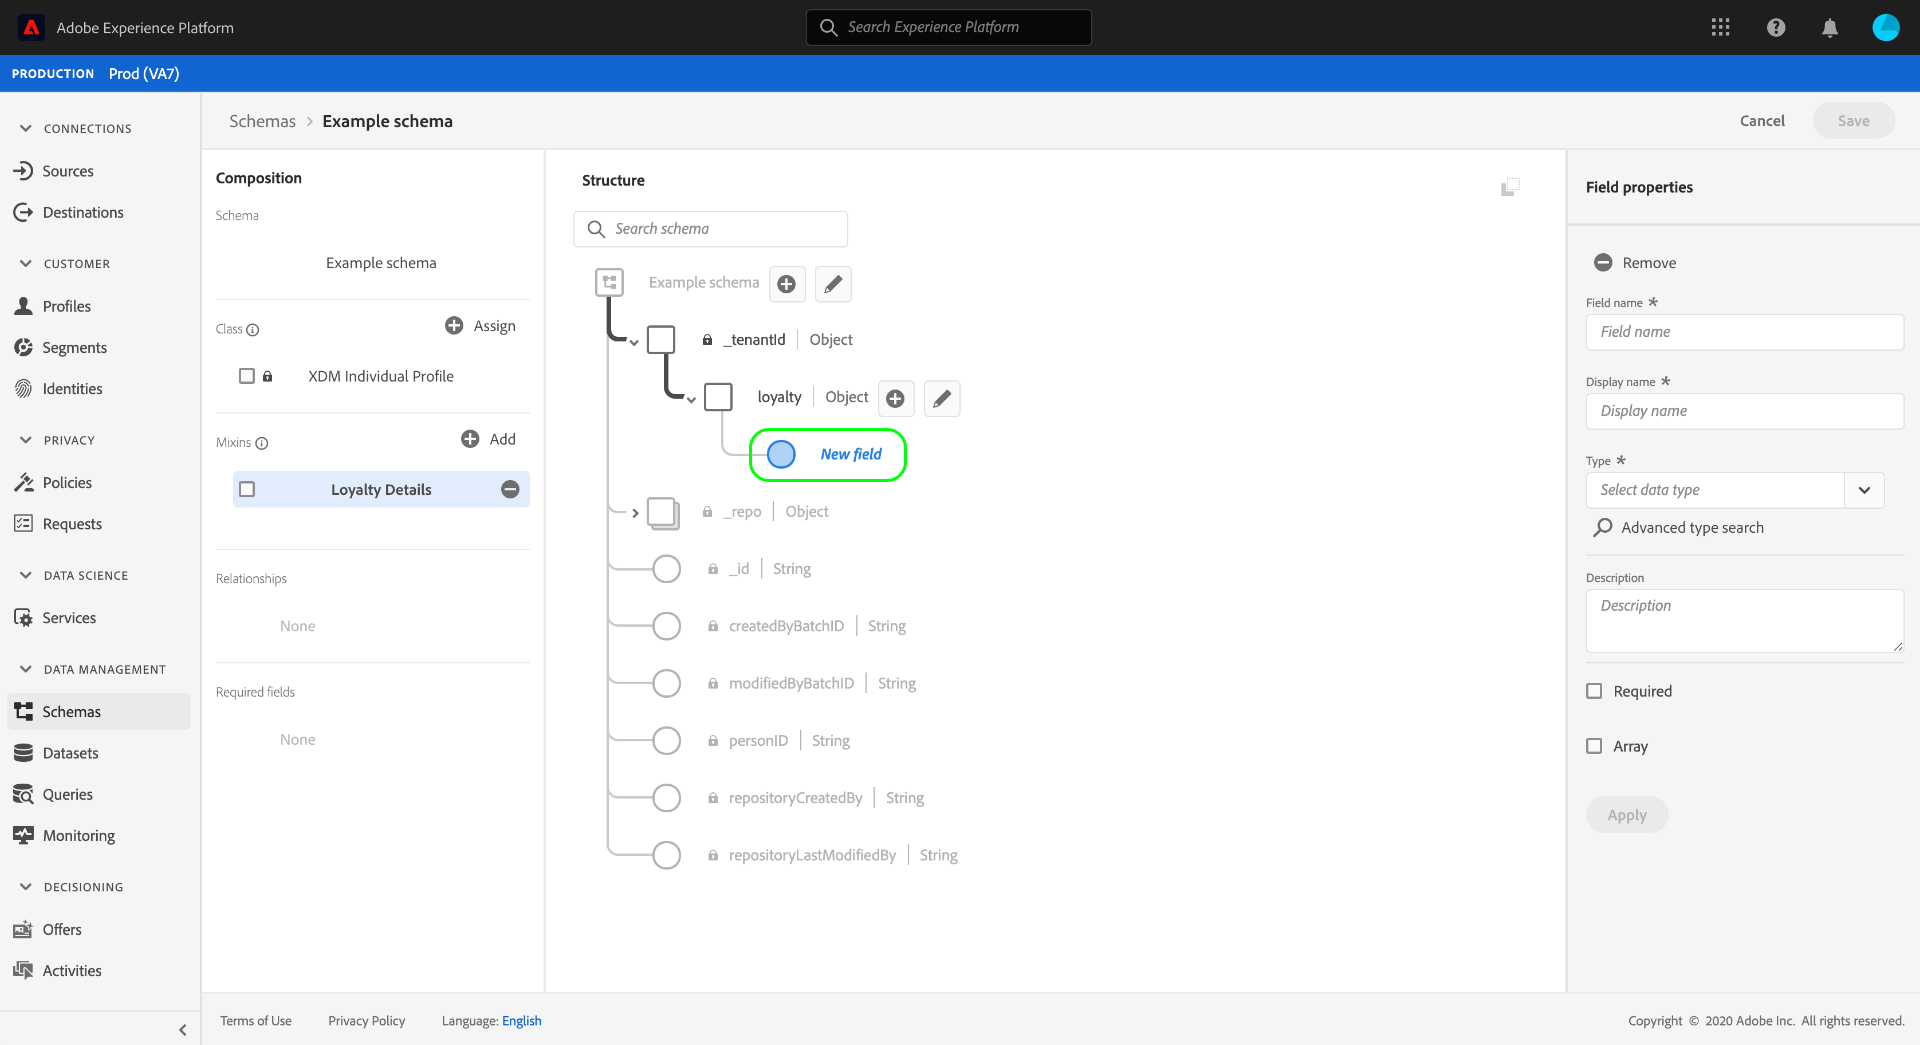 Adobe Experience Platform
Search Experience Platform
PRODUCTION Prod (VA7)
CONNECTIONS
Sources
Destinations
CUSTOMER
Profiles
Segments
Identities
PRIVACY
Policies
Requests
DATA SCIENCE
Services
DATA MANAGEMENT
Schemas
Datasets
Queries
Monitoring
DECISIONING
Offers
Activities
Schemas > Example schema
Cancel
Save
Composition
Schema
Example schema
Class
Assign
XDM Individual Profile
Mixins
Add
Loyalty Details
Relationships
None
Required fields
None
Structure
Search schema
Example schema
_tenantId | Object
loyalty | Object
New field
_repo | Object
_id | String
createdByBatchID | String
modifiedByBatchID | String
personID | String
repositoryCreatedBy | String
repositoryLastModifiedBy | String
Field properties
Remove
Field name *
Field name
Display name *
Display name
Type *
Select data type
Advanced type search
Description
Description
Required
Array
Apply
Terms of Use Privacy Policy Language: English
Copyright © 2020 Adobe Inc. All rights reserved.